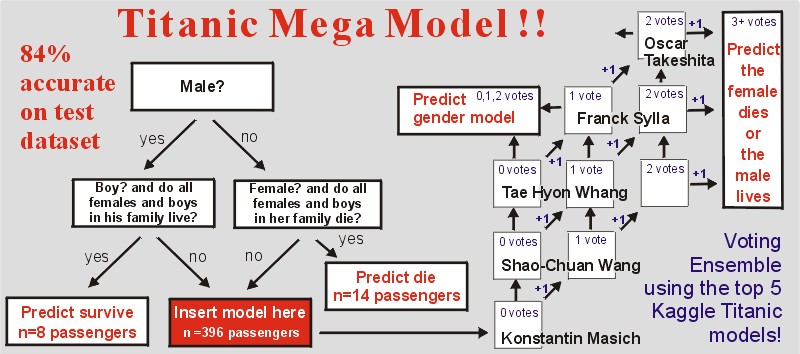 Titanic Mega Model !!
84%
accurate
on test
dataset
Male?
yes
no
Boy? and do all
females and boys
in his family live?
Female? and do all
females and boys
in her family die?
yes
no
no
yes
Predict survive
n=8 passengers
Insert model here
n =396 passengers
Predict die
n=14 passengers
Predict 0,1,2 votes
gender model
2 votes
+1
Oscar
Takeshita
+1
1 vote
2 votes
+1
Franck Sylla
+1
+1
0 votes
1 vote
2 votes
+1
Tae Hyon Whang
+1
+1
0 votes
1 vote
Shao-Chuan Wang
+1
0 votes
Konstantin Masich
3+ votes
Predict
the
female
dies
or
the
male
lives
Voting
Ensemble
using the top 5
Kaggle Titanic
models!